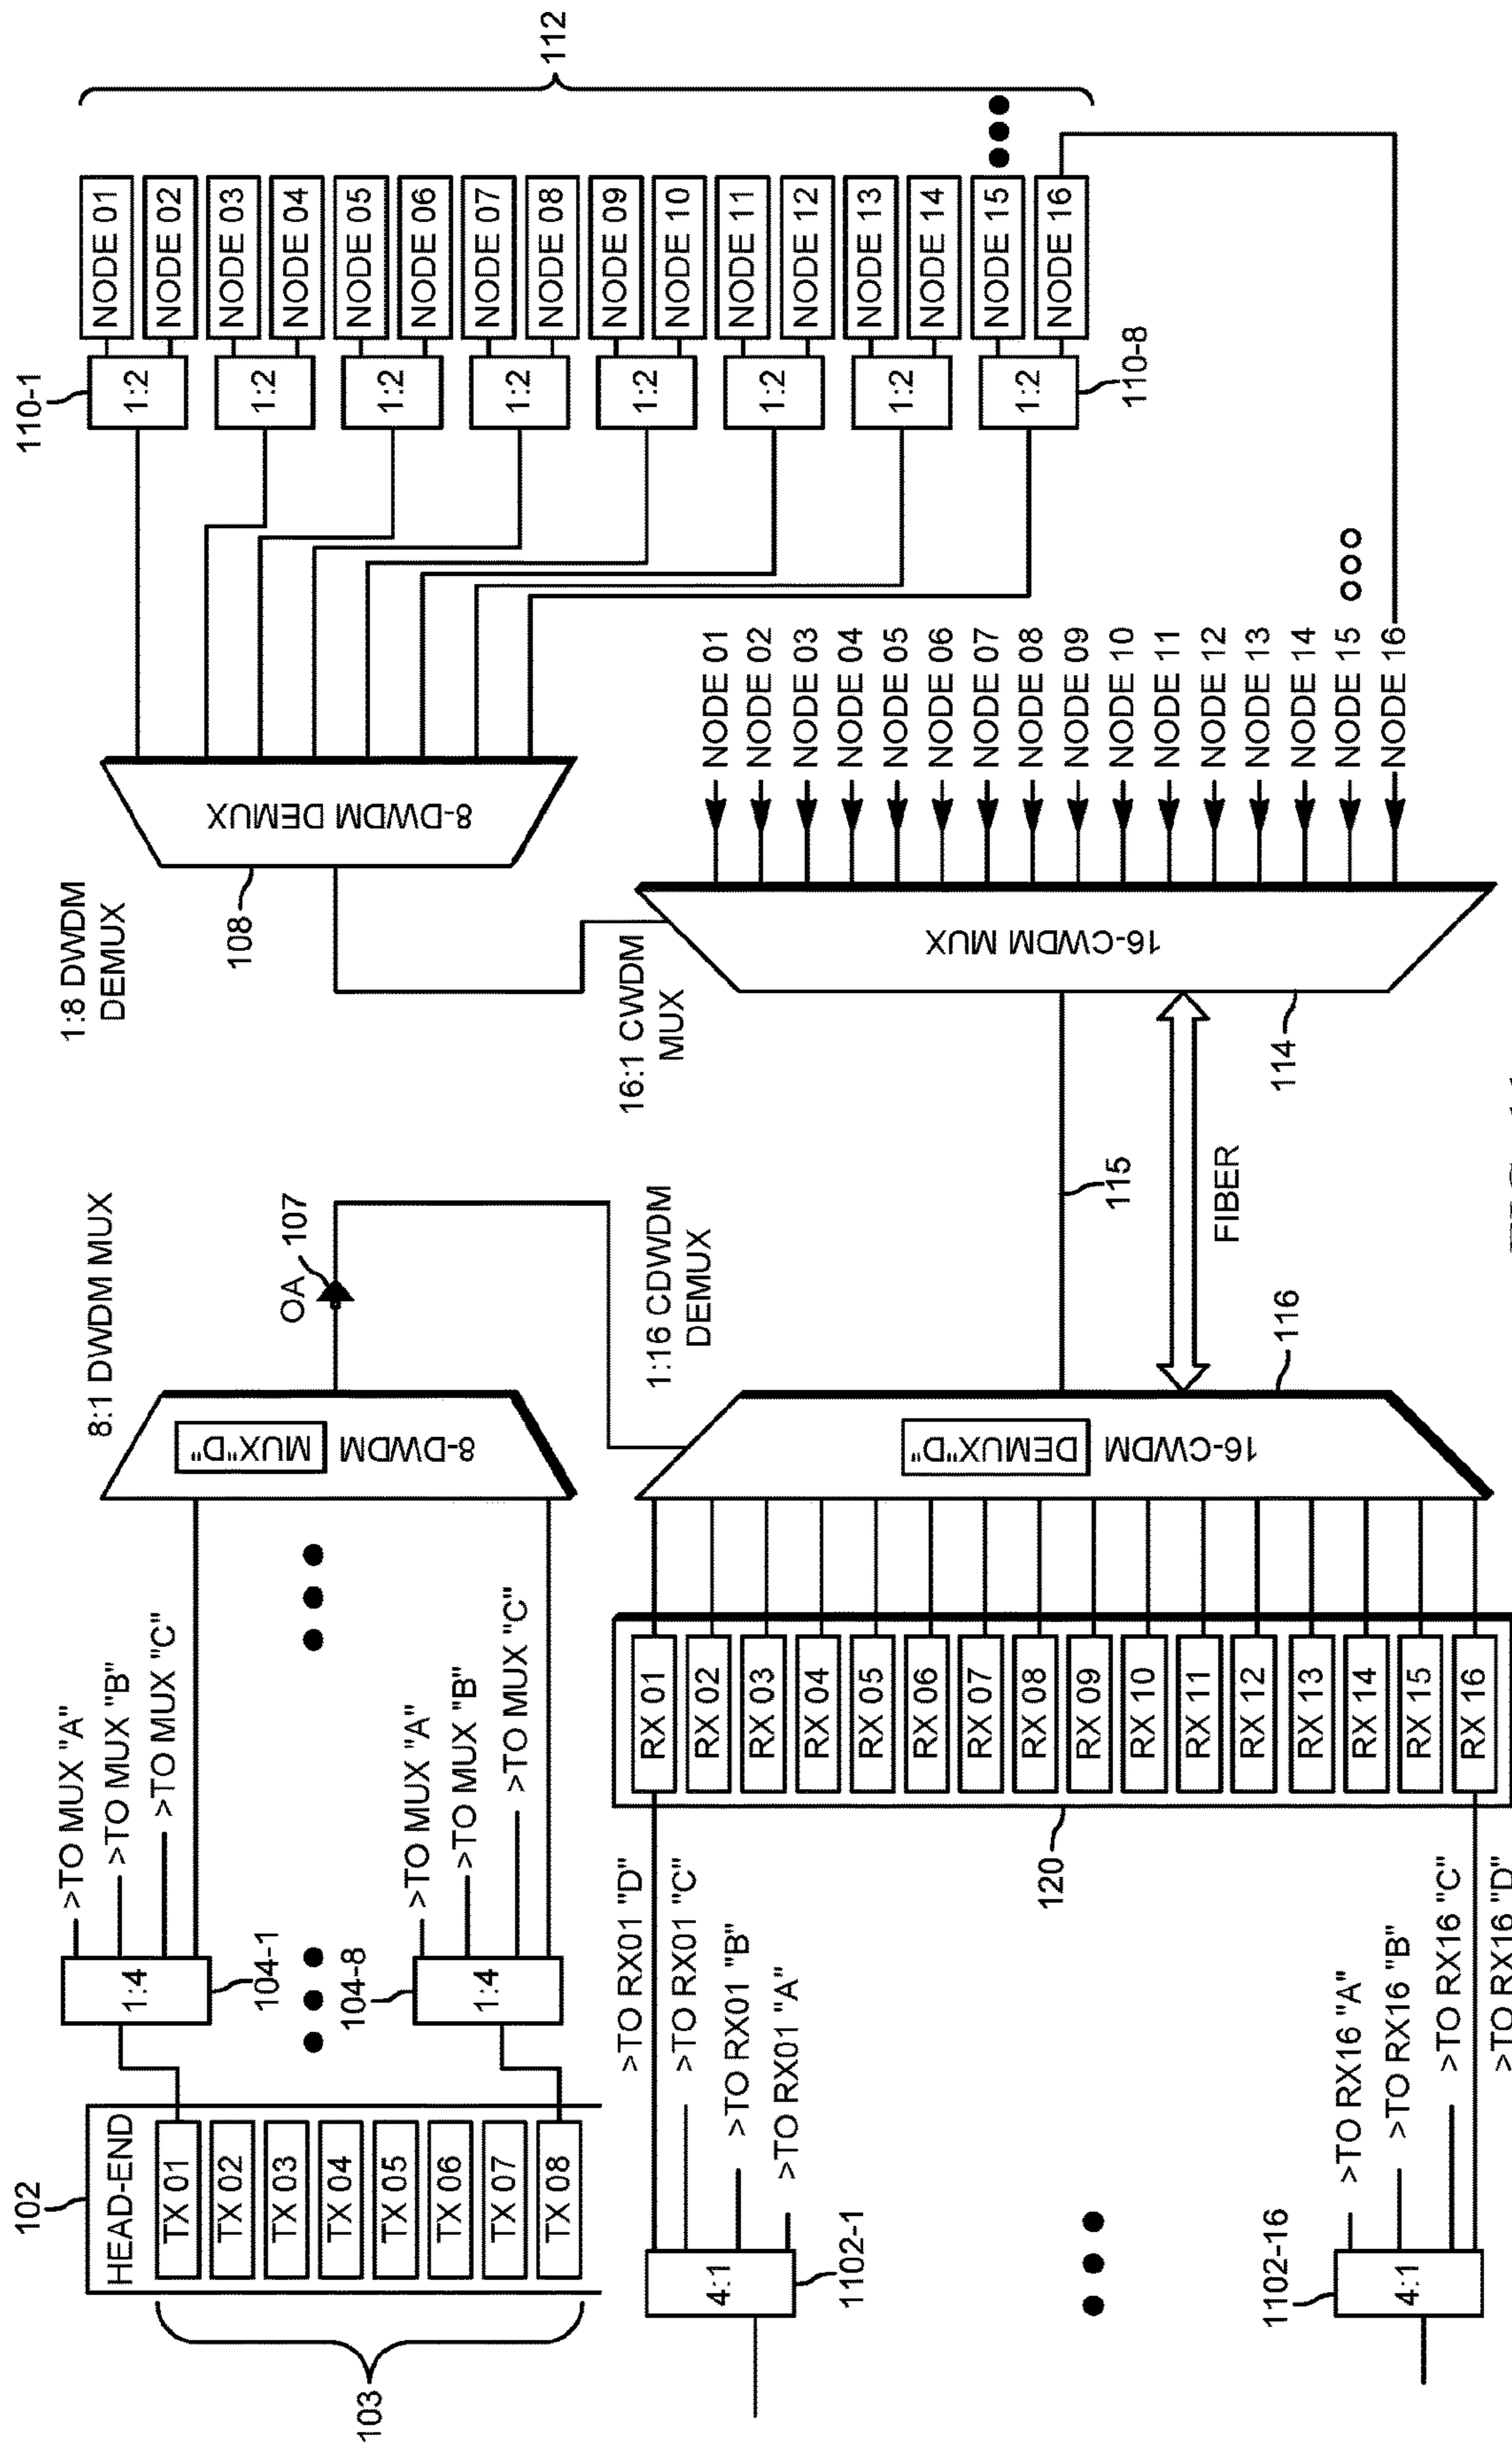 102
HEAD-END
TX 01
TX 02
TX 03
TX 04
TX 05
TX 06
TX 07
TX 08
103
1:4
104-1
>TO MUX "A"
>TO MUX "B"
>TO MUX "C"
104-8
1:4
>TO MUX "A"
>TO MUX "B"
>TO MUX "C"
8:1 DWDM MUX
8-DWDM
MUX"D"
OA
107
1:8 DWDM
DEMUX
108
8-DWDM DEMUX
110-1
1:2
1:2
1:2
1:2
1:2
1:2
1:2
1:2
110-8
NODE 01
NODE 02
NODE 03
NODE 04
NODE 05
NODE 06
NODE 07
NODE 08
NODE 09
NODE 10
NODE 11
NODE 12
NODE 13
NODE 14
NODE 15
NODE 16
112
4:1
1102-1
>TO RX01 "D"
>TO RX01 "C"
>TO RX01 "B"
>TO RX01 "A"
1102-16
4:1
>TO RX16 "A"
>TO RX16 "B"
>TO RX16 "C"
>TO RX16 "D"
120
RX 01
RX 02
RX 03
RX 04
RX 05
RX 06
RX 07
RX 08
RX 09
RX 10
RX 11
RX 12
RX 13
RX 14
RX 15
RX 16
1:16 CDWDM
DEMUX
16-CWDM
DEMUX"D"
116
115
FIBER
16:1 CWDM
MUX
16-CWDM MUX
114
NODE 01
NODE 02
NODE 03
NODE 04
NODE 05
NODE 06
NODE 07
NODE 08
NODE 09
NODE 10
NODE 11
NODE 12
NODE 13
NODE 14
NODE 15
NODE 16